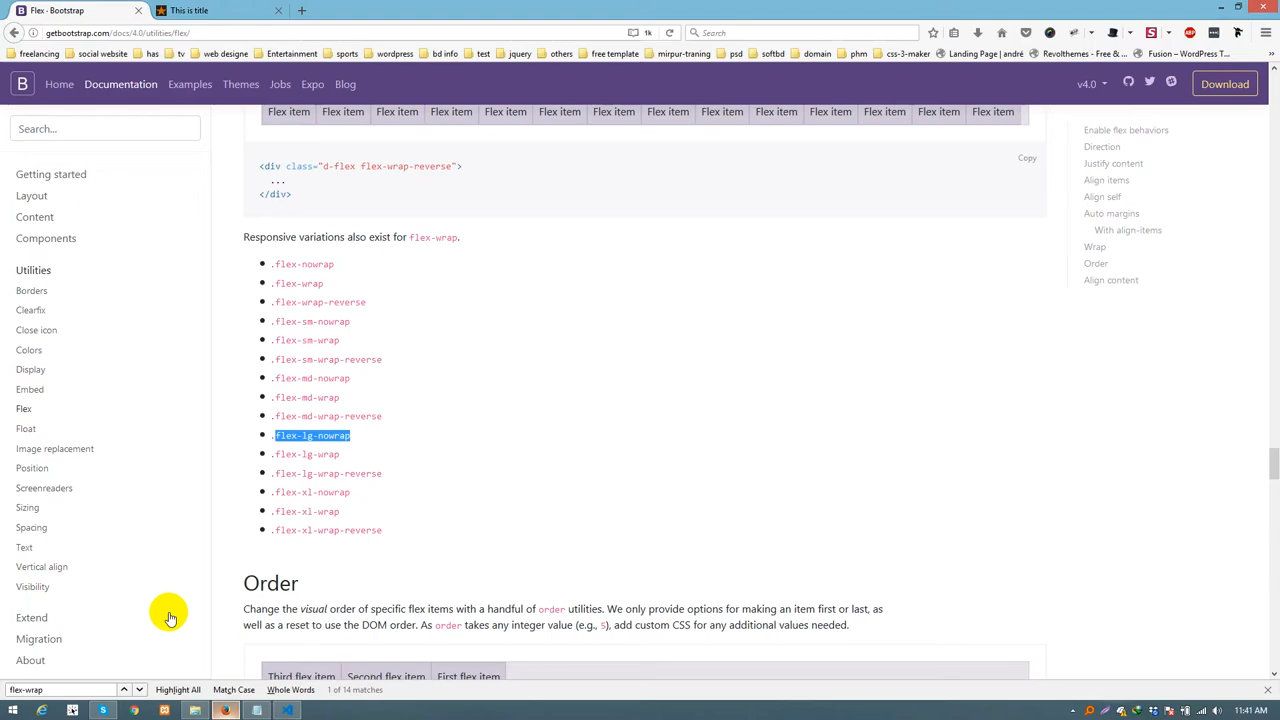 Flex · Bootstrap
This is title
getbootstrap.com/docs/4.0/utilities/flex/
1k
Search
freelancing
social website
has
tv
web designe
Entertainment
sports
wordpress
bd info
test
jquery
others
free template
mirpur-traning
psd
softbd
domain
phm
css-3-maker
Landing Page | andré
Revolthemes - Free & ...
Fusion – WordPress T...
B
Home
Documentation
Examples
Themes
Jobs
Expo
Blog
v4.0
Download
Search...
Getting started
Layout
Content
Components
Utilities
Borders
Clearfix
Close icon
Colors
Display
Embed
Flex
Float
Image replacement
Position
Screenreaders
Sizing
Spacing
Text
Vertical align
Visibility
Extend
Migration
About
Flex item Flex item Flex item Flex item Flex item Flex item Flex item Flex item Flex item Flex item Flex item Flex item Flex item Flex item
Copy
<div class="d-flex flex-wrap-reverse">
...
</div>
Responsive variations also exist for flex-wrap.
.flex-nowrap
.flex-wrap
.flex-wrap-reverse
.flex-sm-nowrap
.flex-sm-wrap
.flex-sm-wrap-reverse
.flex-md-nowrap
.flex-md-wrap
.flex-md-wrap-reverse
.flex-lg-nowrap
.flex-lg-wrap
.flex-lg-wrap-reverse
.flex-xl-nowrap
.flex-xl-wrap
.flex-xl-wrap-reverse
Order
Change the visual order of specific flex items with a handful of order utilities. We only provide options for making an item first or last, as
well as a reset to use the DOM order. As order takes any integer value (e.g., 5), add custom CSS for any additional values needed.
Third flex item Second flex item First flex item
Enable flex behaviors
Direction
Justify content
Align items
Align self
Auto margins
With align-items
Wrap
Order
Align content
flex-wrap
Highlight All
Match Case
Whole Words
1 of 14 matches
11:41 AM